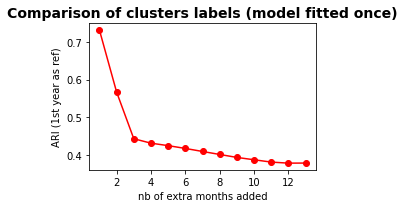 Comparison of clusters labels (model fitted once)
ARI (1st year as ref)
0.7
0.6
0.5
0.4
2 4 6 8 10 12
nb of extra months added